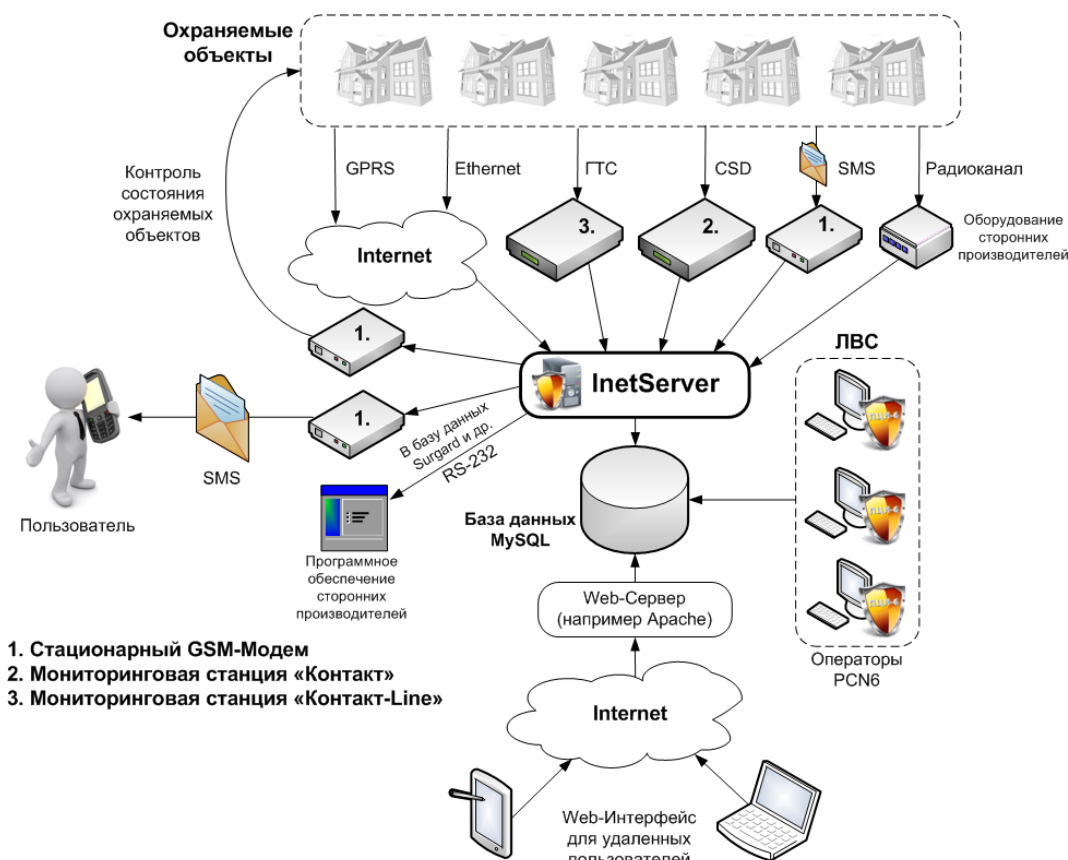 Охраняемые
объекты
GPRS
Ethernet
ГТС
CSD
SMS
Радиоканал
Контроль
состояния
охраняемых
объектов
Internet
3.
2.
1.
Оборудование
сторонних
производителей
1.
InetServer
ЛВС
1.
В базу данных
Surgard и др.
RS-232
SMS
Пользователь
Программное
обеспечение
сторонних
производителей
База данных
MySQL
Web-Сервер
(например Apache)
Операторы
PCN6
1. Стационарный GSM-Модем
2. Мониторинговая станция «Контакт»
3. Мониторинговая станция «Контакт-Line»
Internet
Web-Интерфейс
для удаленных
пользователей